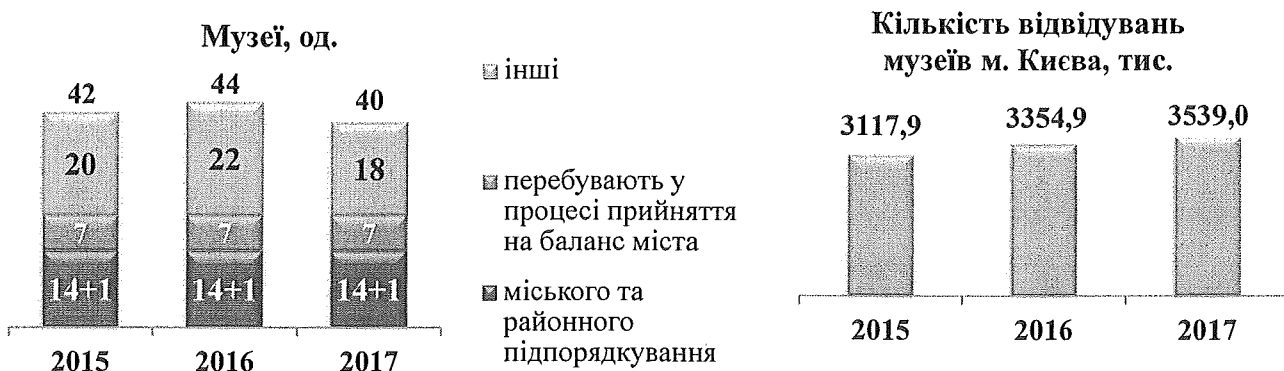 Музеї, од.
42
44
40
20
22
18
7
7
7
14+1
14+1
14+1
2015
2016
2017
інші
перебувають у
процесі прийняття
на баланс міста
міського та
районного
підпорядкування
Кількість відвідувань
музеїв м. Києва, тис.
3117,9
3354,9
3539,0
2015
2016
2017